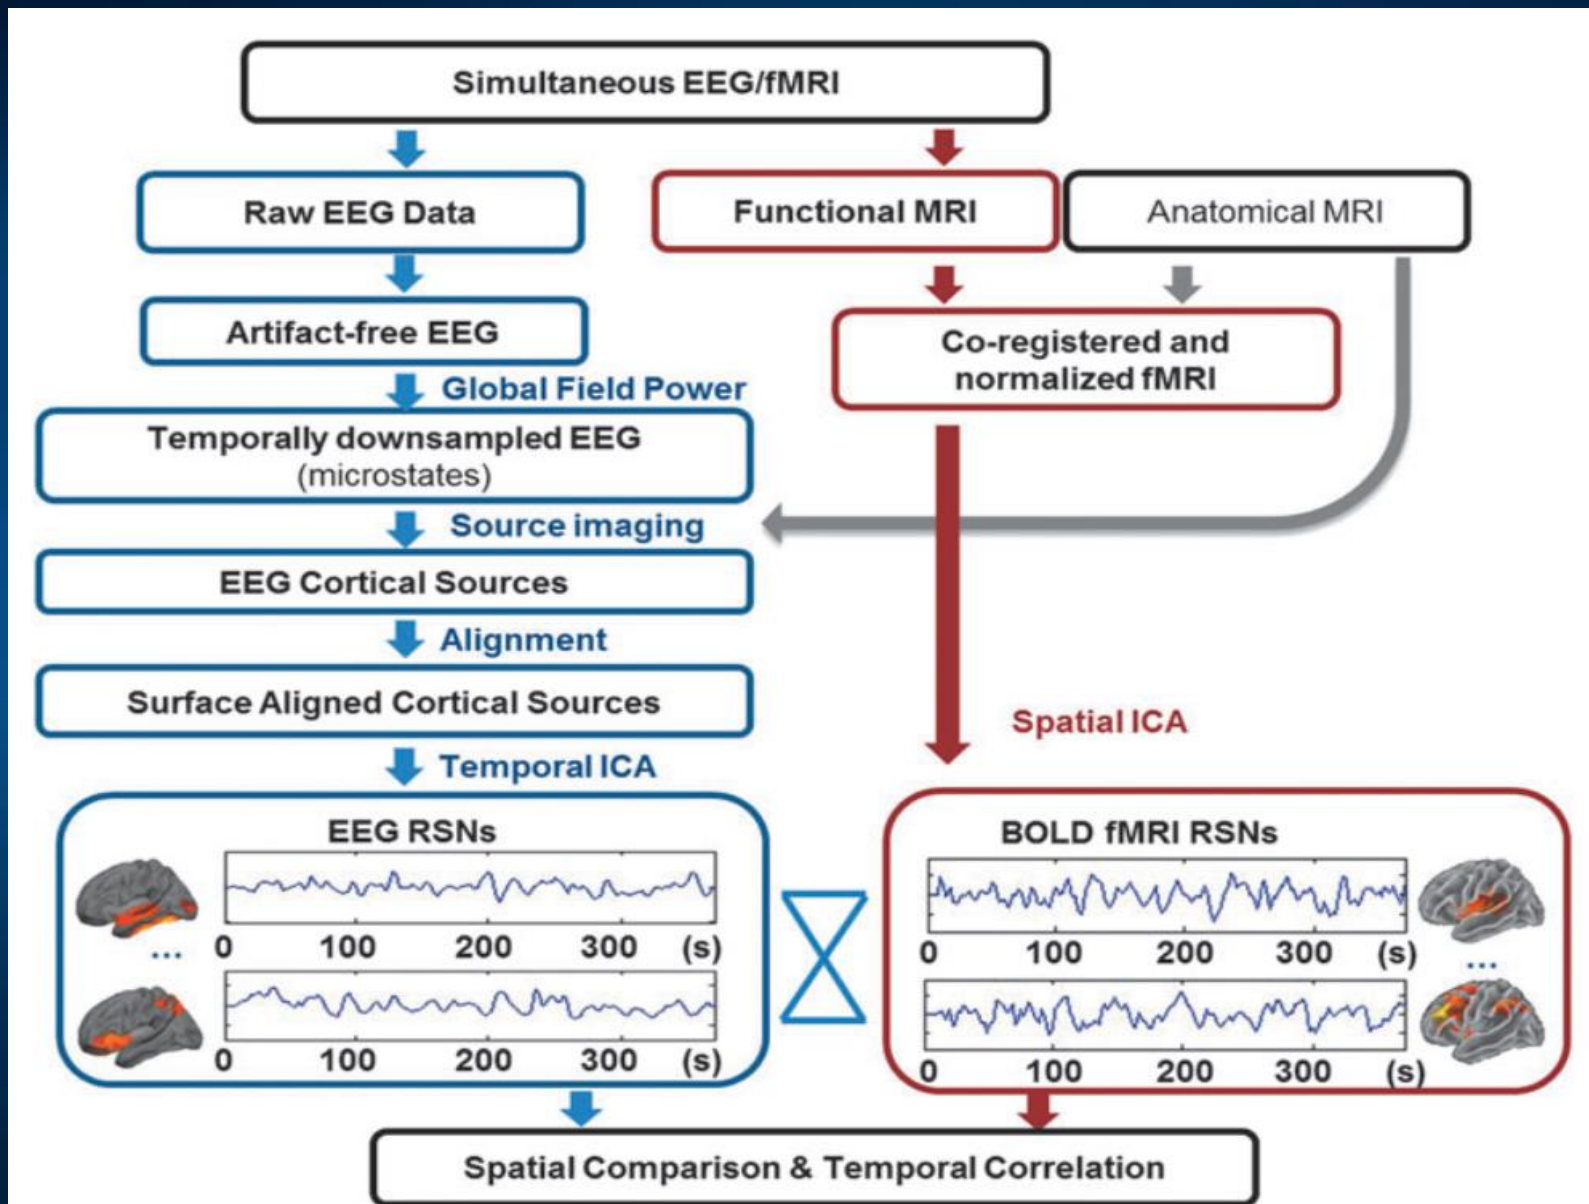 Simultaneous EEG/fMRI
Raw EEG Data
Functional MRI
Anatomical MRI
Artifact-free EEG
Co-registered and
normalized fMRI
Global Field Power
Temporally downsampled EEG
(microstates)
Source imaging
EEG Cortical Sources
Alignment
Surface Aligned Cortical Sources
Spatial ICA
Temporal ICA
EEG RSNs
0 100 200 300 (s)
...
0 100 200 300 (s)
BOLD fMRI RSNs
0 100 200 300 (s)
...
0 100 200 300 (s)
Spatial Comparison & Temporal Correlation